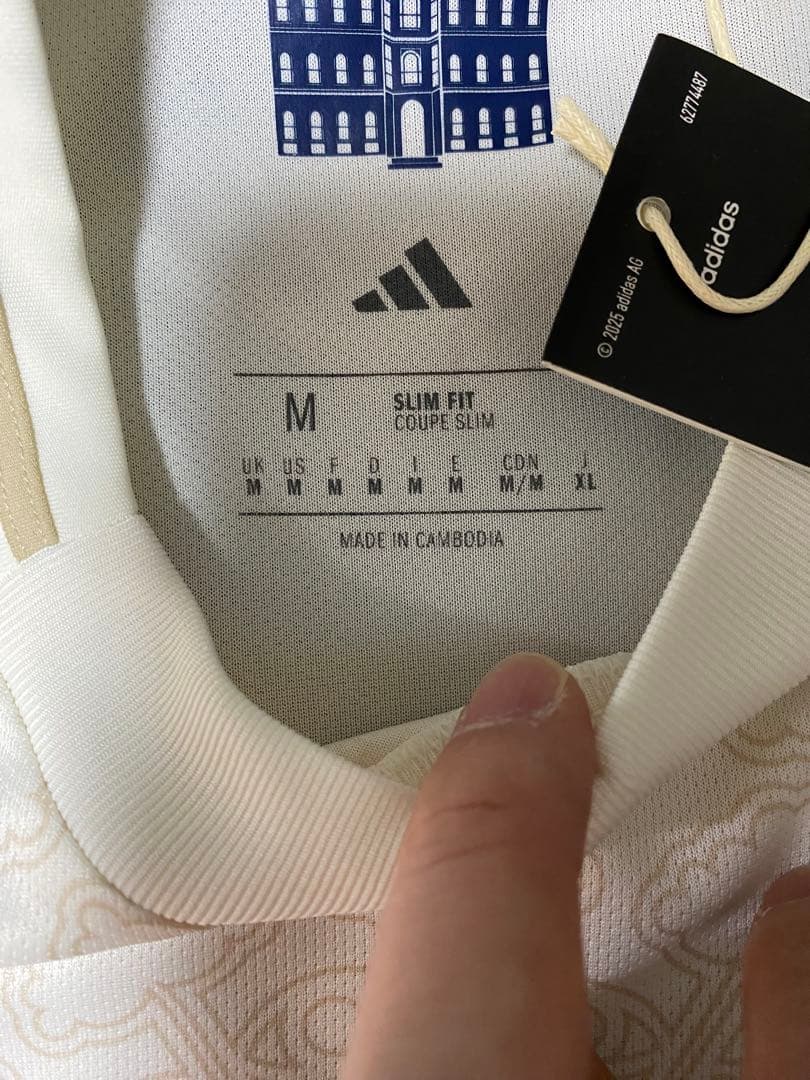 62774487
adidas
© 2025 adidas AG
M
SLIM FIT
COUPE SLIM
UK US F D I E CDN J
M M M M M M M/M XL
MADE IN CAMBODIA